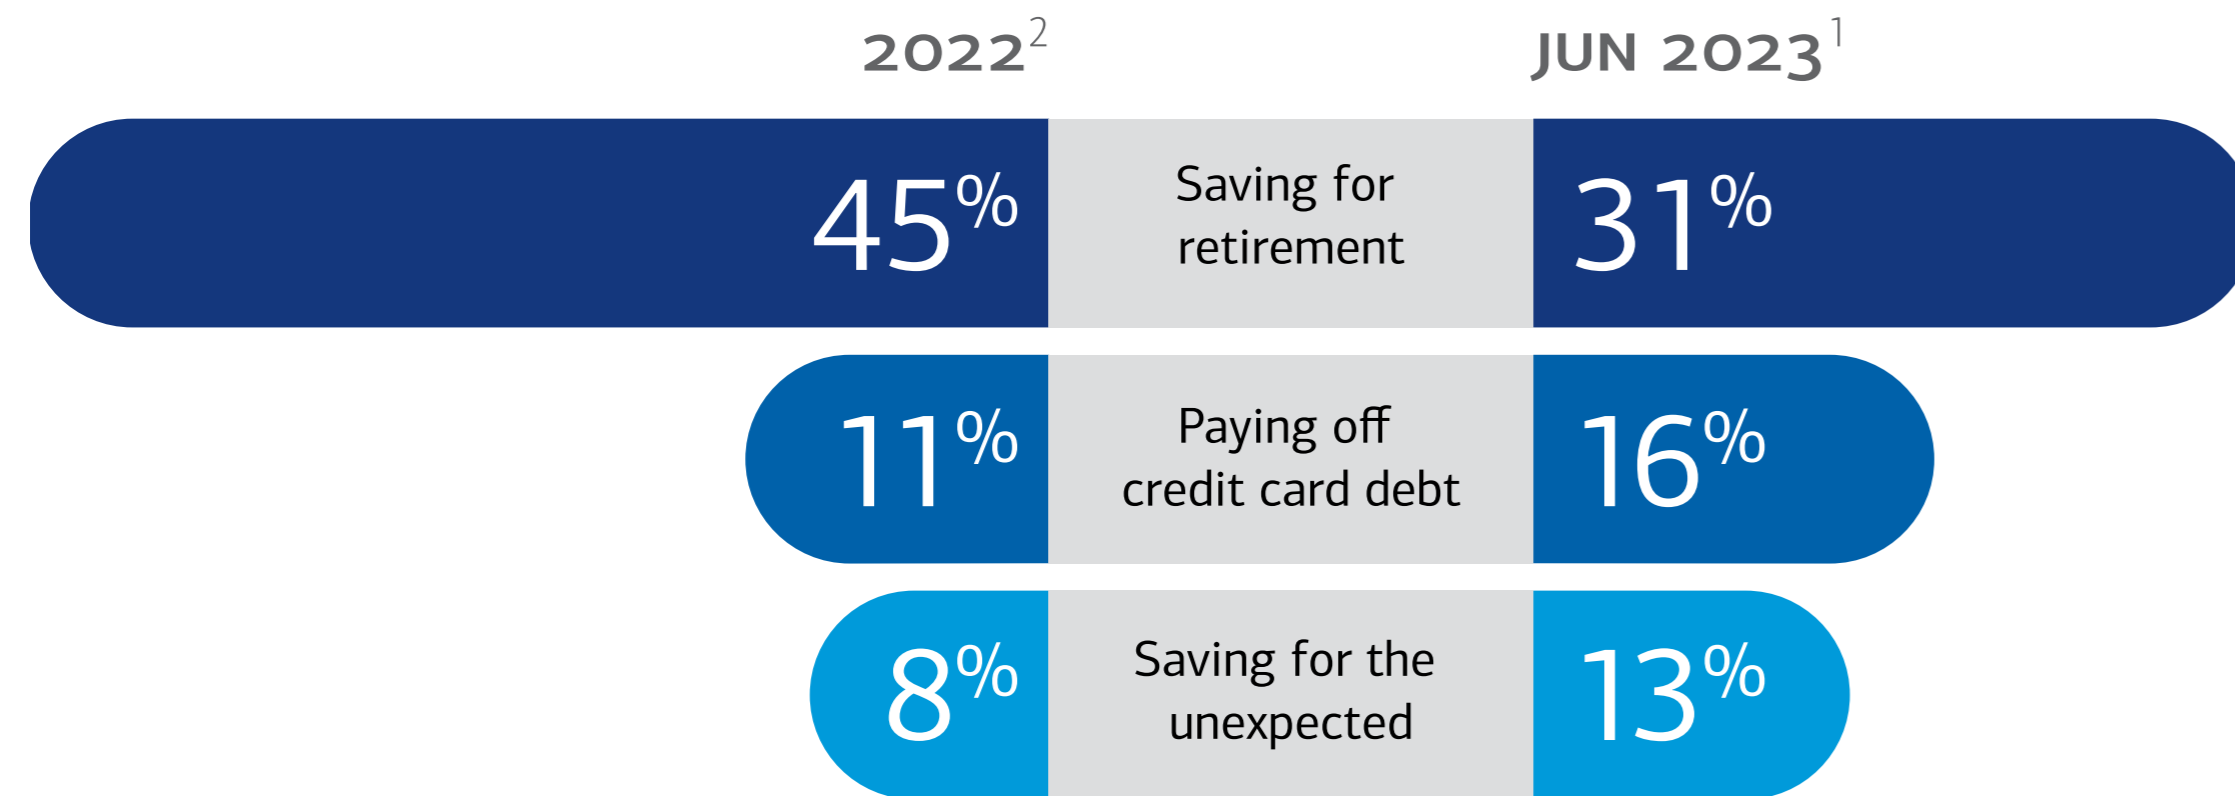 2022²
JUN 2023¹
45%
Saving for
retirement
31%
11%
Paying off
credit card debt
16%
8%
Saving for the
unexpected
13%